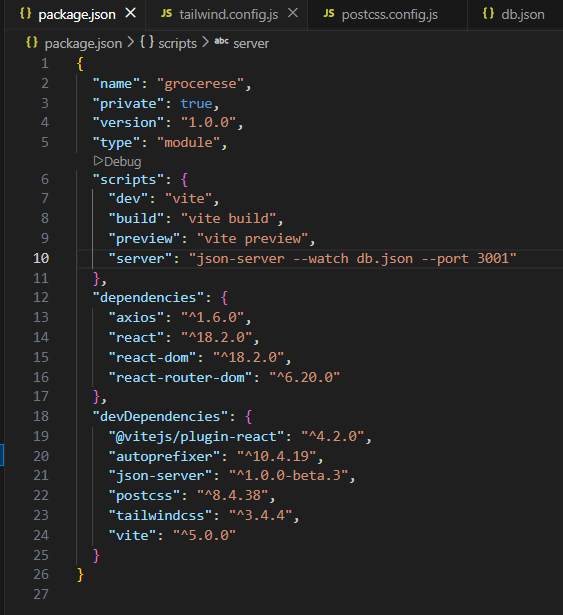 {} package.json × JS tailwind.config.js × JS postcss.config.js {} db.json
{} package.json > {} scripts > abc server
1 {
2 "name": "grocerese",
3 "private": true,
4 "version": "1.0.0",
5 "type": "module",
▷Debug
6 "scripts": {
7 "dev": "vite",
8 "build": "vite build",
9 "preview": "vite preview",
10 "server": "json-server --watch db.json --port 3001"
11 },
12 "dependencies": {
13 "axios": "^1.6.0",
14 "react": "^18.2.0",
15 "react-dom": "^18.2.0",
16 "react-router-dom": "^6.20.0"
17 },
18 "devDependencies": {
19 "@vitejs/plugin-react": "^4.2.0",
20 "autoprefixer": "^10.4.19",
21 "json-server": "^1.0.0-beta.3",
22 "postcss": "^8.4.38",
23 "tailwindcss": "^3.4.4",
24 "vite": "^5.0.0"
25 }
26 }
27